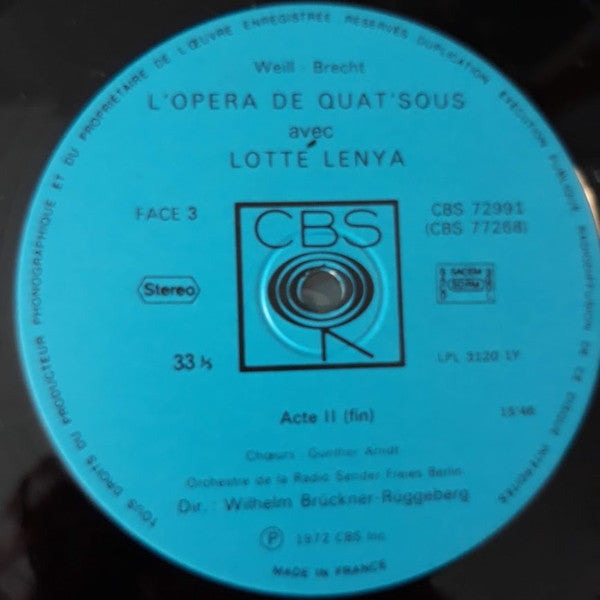 TOUS DROITS DU PRODUCTEUR PHONOGRAPHIQUE ET DU PROPRIETAIRE DE L'ŒUVRE ENREGISTREE RESERVES DUPLICATION EXECUTION PUBLIQUE RADIODIFFUSION DE CE DISQUE INTERDITES
Weill - Brecht
L'OPERA DE QUAT'SOUS
avec
LOTTE LENYA
FACE 3
CBS 72991
(CBS 77268)
CBS
Stereo
SACEM
33 ⅓
LPL 3120 1Y
Acte II (fin)
15'46
Chœurs : Gunther Arndt
Orchestre de la Radio Sender Freies Berlin
Dir. : Wilhelm Brückner-Rüggeberg
Ⓟ 1972 CBS Inc
MADE IN FRANCE